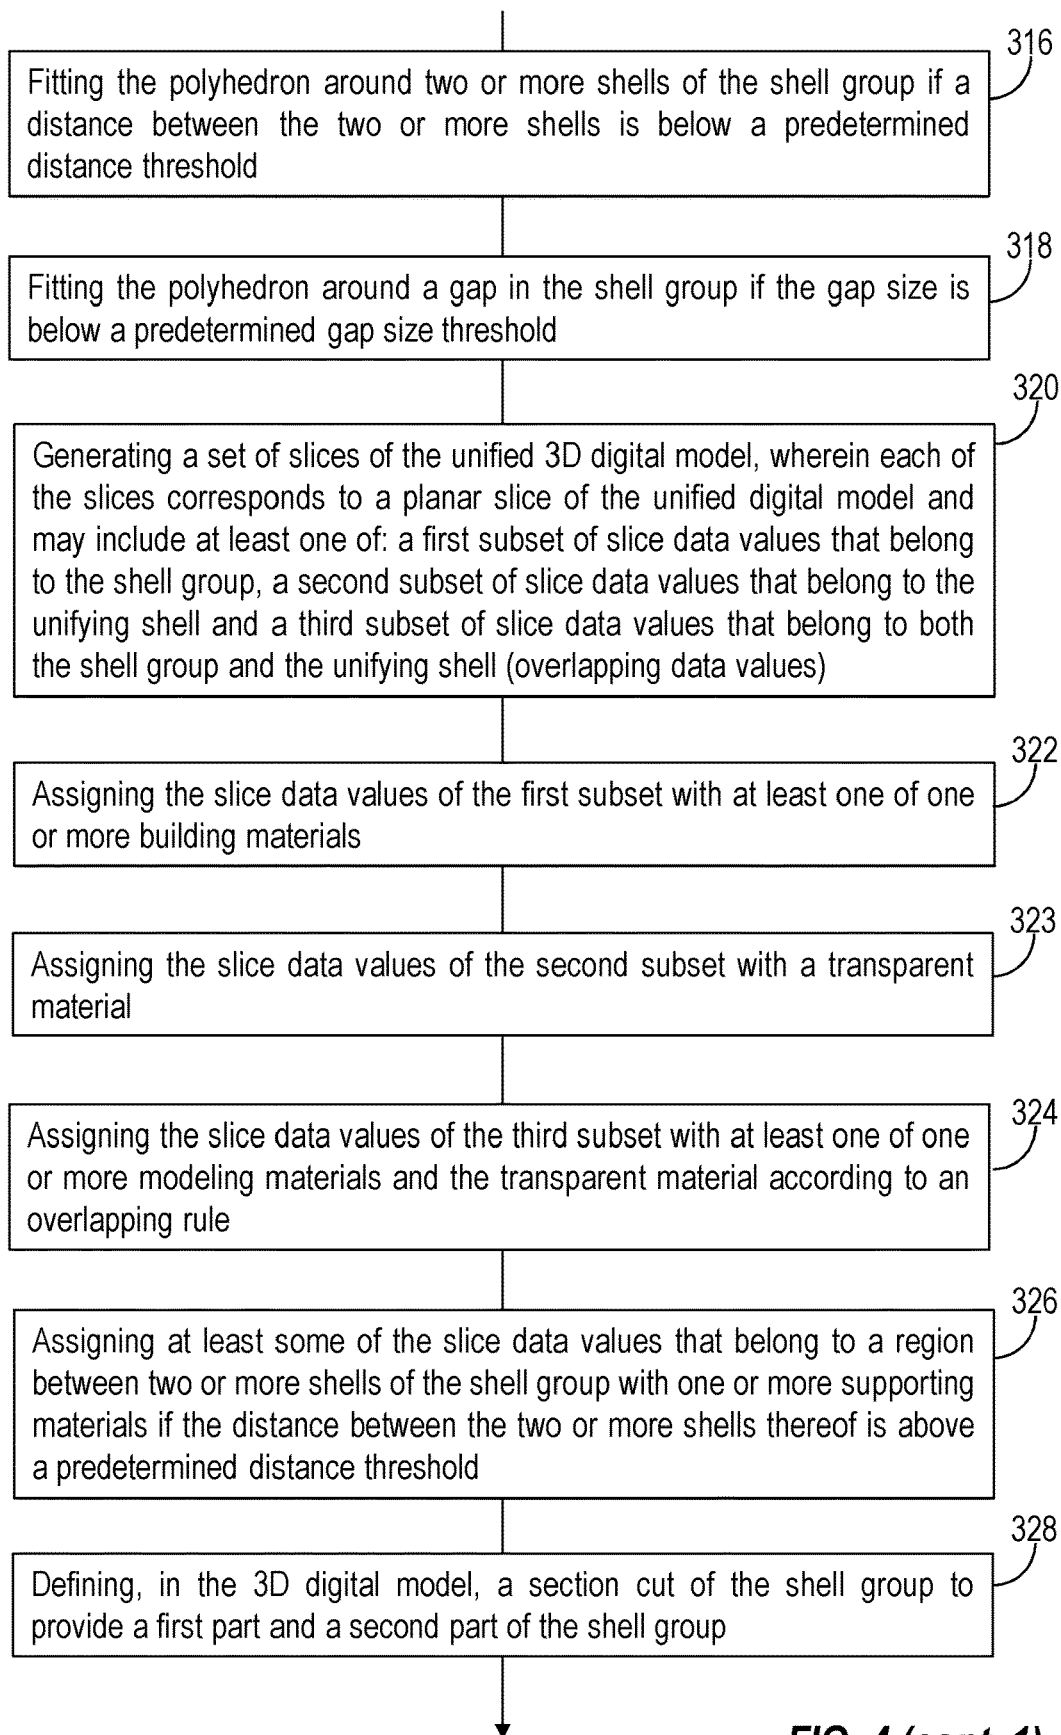 316
Fitting the polyhedron around two or more shells of the shell group if a
distance between the two or more shells is below a predetermined
distance threshold
318
Fitting the polyhedron around a gap in the shell group if the gap size is
below a predetermined gap size threshold
320
Generating a set of slices of the unified 3D digital model, wherein each of
the slices corresponds to a planar slice of the unified digital model and
may include at least one of: a first subset of slice data values that belong
to the shell group, a second subset of slice data values that belong to the
unifying shell and a third subset of slice data values that belong to both
the shell group and the unifying shell (overlapping data values)
322
Assigning the slice data values of the first subset with at least one of one
or more building materials
323
Assigning the slice data values of the second subset with a transparent
material
324
Assigning the slice data values of the third subset with at least one of one
or more modeling materials and the transparent material according to an
overlapping rule
326
Assigning at least some of the slice data values that belong to a region
between two or more shells of the shell group with one or more supporting
materials if the distance between the two or more shells thereof is above
a predetermined distance threshold
328
Defining, in the 3D digital model, a section cut of the shell group to
provide a first part and a second part of the shell group
FIG. 4 (cont. 1)